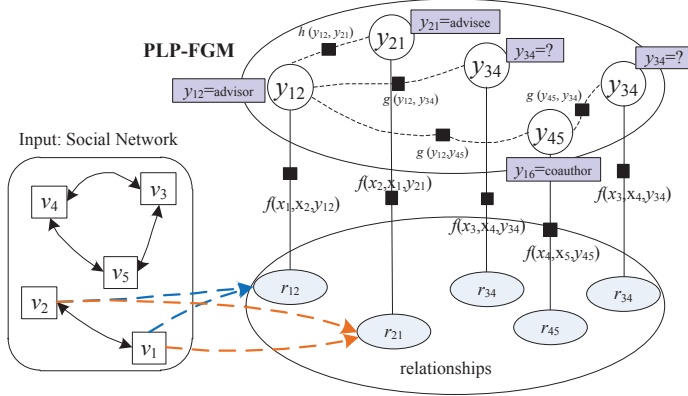 PLP-FGM
h (y12, y21)
y21
y21=advisee
y34=?
y34=?
y12=advisor
y12
y34
y34
g (y12, y34)
g (y45, y34)
g (y12,y45)
y45
y16=coauthor
Input: Social Network
v4
v3
v5
v2
v1
f(x1,x2,y12)
f(x2,x1,y21)
f(x3,x4,y34)
f(x3,x4,y34)
f(x4,x5,y45)
r12
r21
r34
r45
r34
relationships